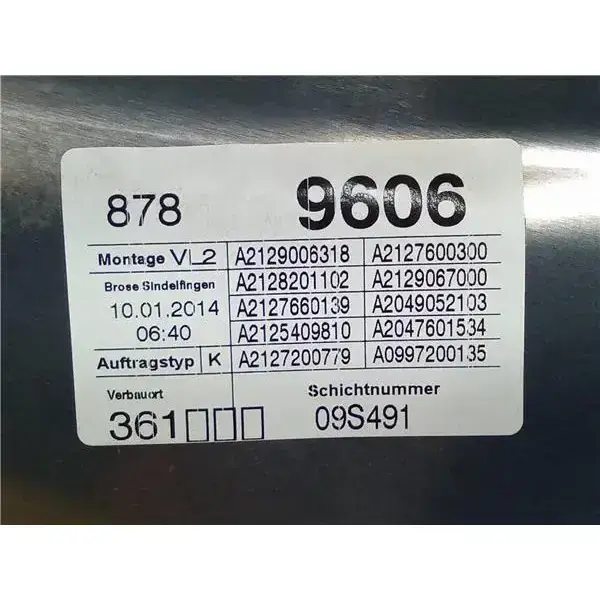 878 9606
Montage VL2 A2129006318 A2127600300
Brose Sindelfingen A2128201102 A2129067000
10.01.2014 A2127660139 A2049052103
06:40 A2125409810 A2047601534
Auftragstyp K A2127200779 A0997200135
Verbauort Schichtnummer
361□□□ 09S491